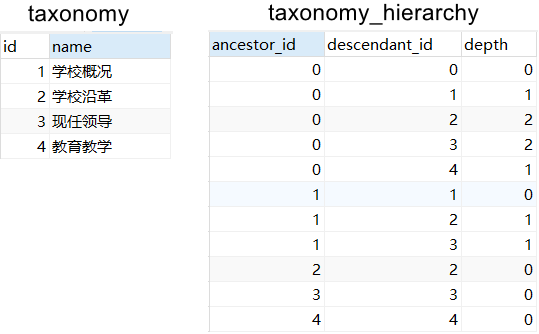 taxonomy
id name
1 学校概况
2 学校沿革
3 现任领导
4 教育教学
taxonomy_hierarchy
ancestor_id descendant_id depth
0 0 0
0 1 1
0 2 2
0 3 2
0 4 1
1 1 0
1 2 1
1 3 1
2 2 0
3 3 0
4 4 0